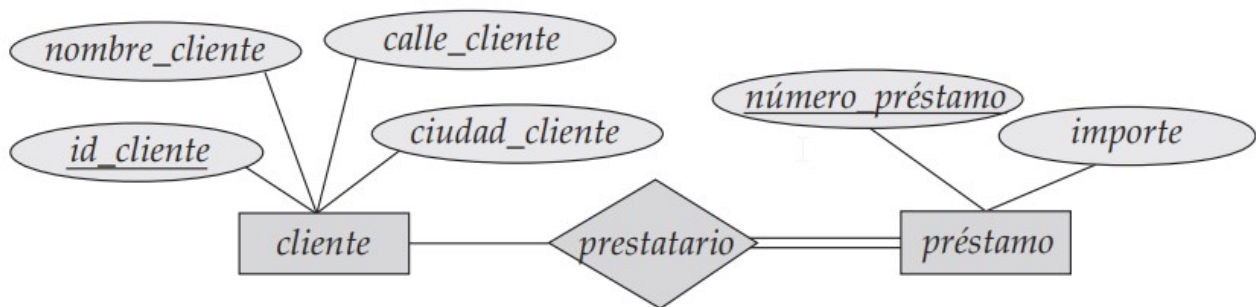 nombre_cliente
calle_cliente
id_cliente
ciudad_cliente
número_préstamo
importe
cliente
prestatario
préstamo